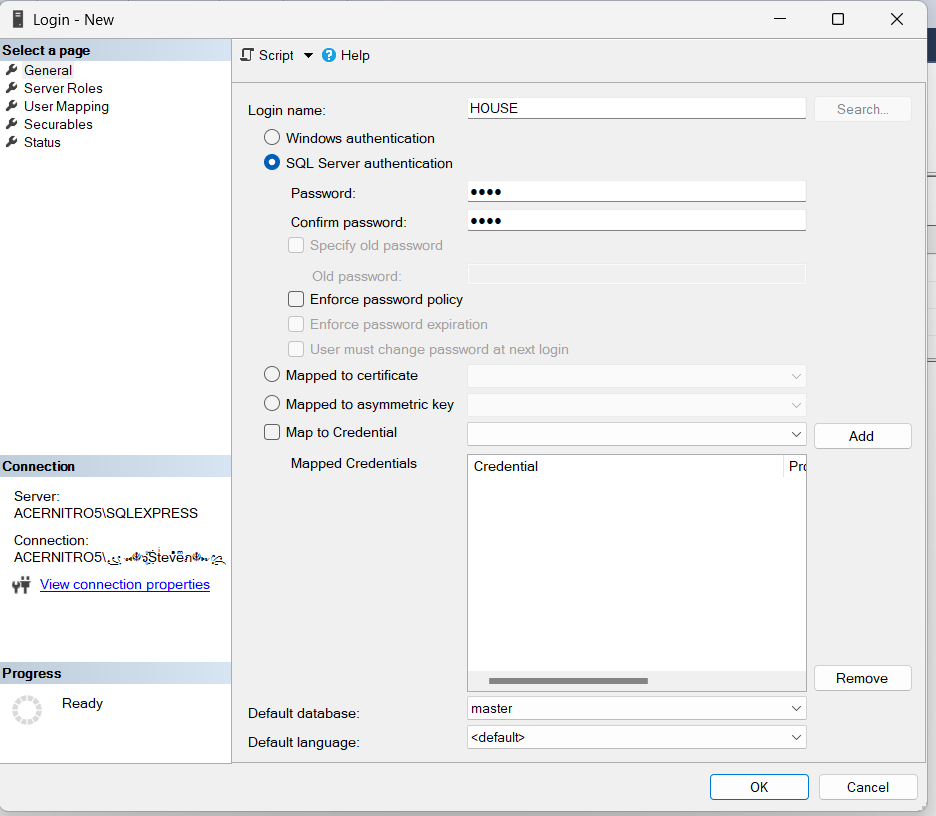 Login - New
Select a page
General
Server Roles
User Mapping
Securables
Status
Script
Help
Login name:
HOUSE
Search...
Windows authentication
SQL Server authentication
Password:
●●●●
Confirm password:
●●●●
Specify old password
Old password:
Enforce password policy
Enforce password expiration
User must change password at next login
Mapped to certificate
Mapped to asymmetric key
Map to Credential
Add
Mapped Credentials
Credential
Remove
Default database:
master
Default language:
<default>
Connection
Server:
ACERNITRO5\SQLEXPRESS
Connection:
ACERNITRO5\
View connection properties
Progress
Ready
OK
Cancel